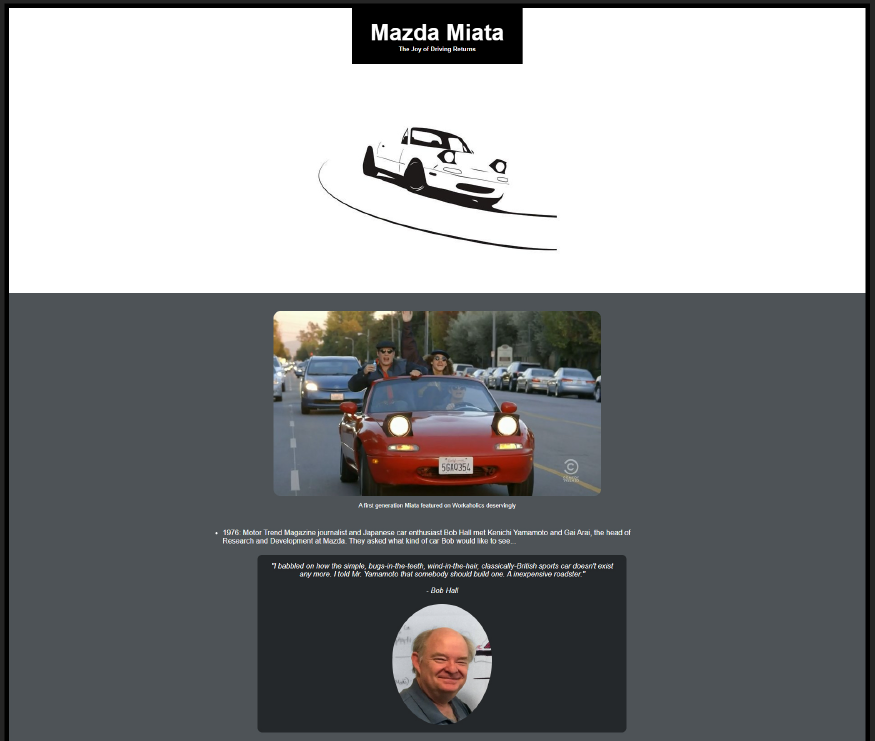 Mazda Miata
The Joy of Driving Returns
5GAQ354
A first generation Miata featured on Workaholics deservingly
1976: Motor Trend Magazine journalist and Japanese car enthusiast Bob Hall met Kenichi Yamamoto and Gai Arai, the head of
Research and Development at Mazda. They asked what kind of car Bob would like to see...
"I babbled on how the simple, bugs-in-the-teeth, wind-in-the-hair, classically-British sports car doesn't exist
any more. I told Mr. Yamamoto that somebody should build one. A inexpensive roadster."
- Bob Hall